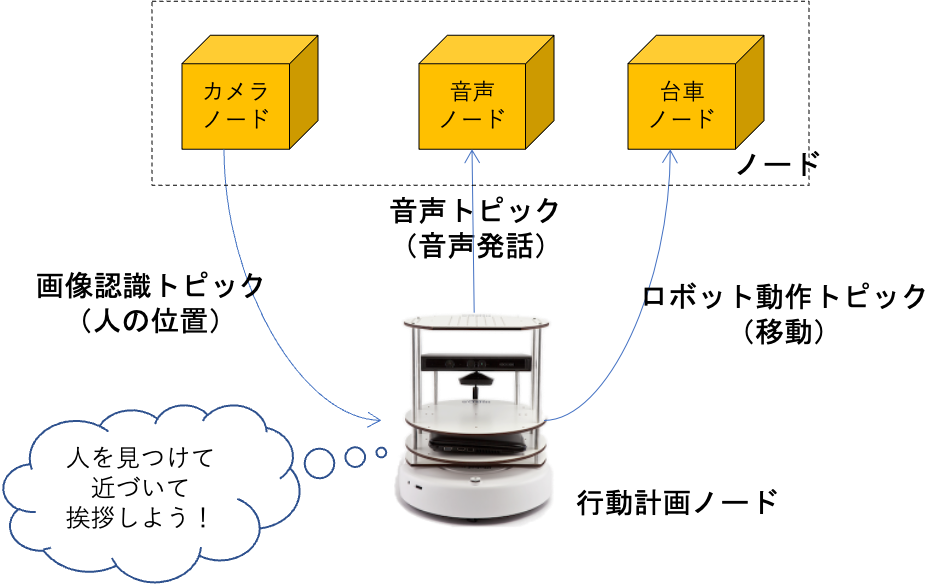 カメラ
ノード
音声
ノード
台車
ノード
ノード
音声トピック
（音声発話）
画像認識トピック
（人の位置）
ロボット動作トピック
（移動）
人を見つけて
近づいて
挨拶しよう！
行動計画ノード